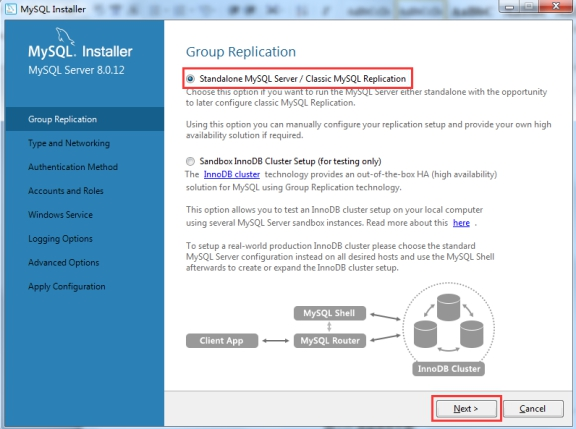 MySQL Installer
MySQL. Installer
MySQL Server 8.0.12
Group Replication
Type and Networking
Authentication Method
Accounts and Roles
Windows Service
Logging Options
Advanced Options
Apply Configuration
Group Replication
Standalone MySQL Server / Classic MySQL Replication
Choose this option if you want to run the MySQL Server either standalone with the opportunity
to later configure classic MySQL Replication.
Using this option you can manually configure your replication setup and provide your own high
availability solution if required.
Sandbox InnoDB Cluster Setup (for testing only)
The InnoDB cluster technology provides an out-of-the-box HA (high availability)
solution for MySQL using Group Replication technology.
This option allows you to test an InnoDB cluster setup on your local computer
using several MySQL Server sandbox instances. Read more about this here .
To setup a real-world production InnoDB cluster please choose the standard
MySQL Server configuration instead on all desired hosts and use the MySQL Shell
afterwards to create or expand the InnoDB cluster setup.
MySQL Shell
Client App
MySQL Router
InnoDB Cluster
Next >
Cancel